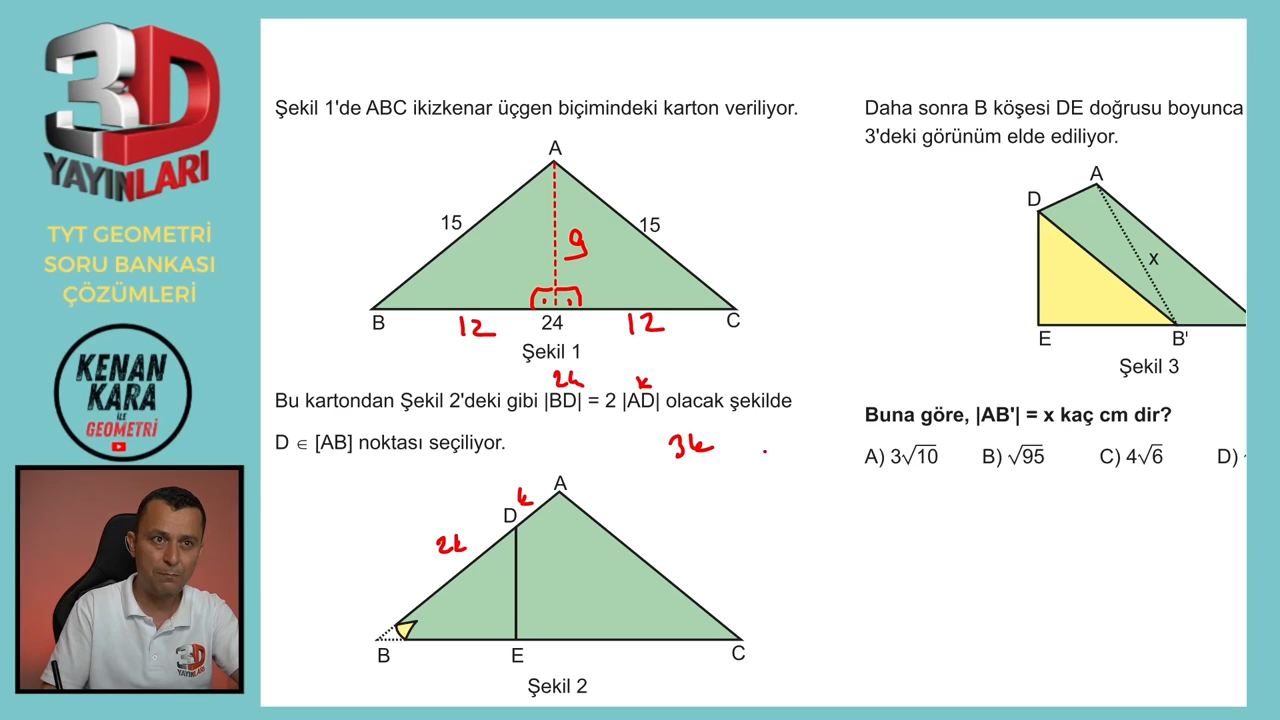 3D
YAYINLARI
TYT GEOMETRİ
SORU BANKASI
ÇÖZÜMLERİ
KENAN
KARA
İLE
GEOMETRİ
3D
YAYINLARI
Şekil 1'de ABC ikizkenar üçgen biçimindeki karton veriliyor.
A
15
15
9
B
12
24
12
C
Şekil 1
2k
k
Bu kartondan Şekil 2'deki gibi |BD| = 2 |AD| olacak şekilde
D ∈ [AB] noktası seçiliyor.
3k
A
k
D
2k
B
E
C
Şekil 2
Daha sonra B köşesi DE doğrusu boyunca
3'deki görünüm elde ediliyor.
A
D
x
E
B'
Şekil 3
Buna göre, |AB'| = x kaç cm dir?
A) 3√10 B) √95 C) 4√6 D)